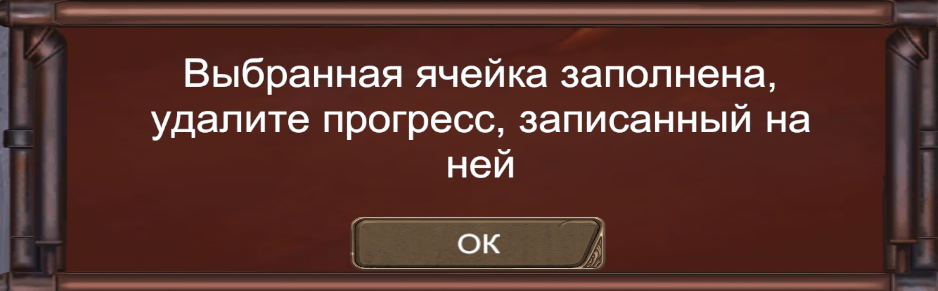 Выбранная ячейка заполнена,
удалите прогресс, записанный на
ней
ОК